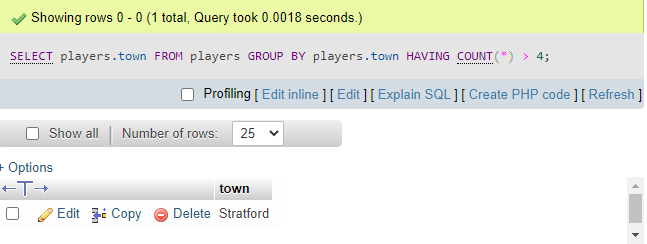 Showing rows 0 - 0 (1 total, Query took 0.0018 seconds.)
SELECT players.town FROM players GROUP BY players.town HAVING COUNT(*) > 4;
Profiling [ Edit inline ] [ Edit ] [ Explain SQL ] [ Create PHP code ] [ Refresh ]
Show all Number of rows: 25
+ Options
←T→ town
Edit Copy Delete Stratford